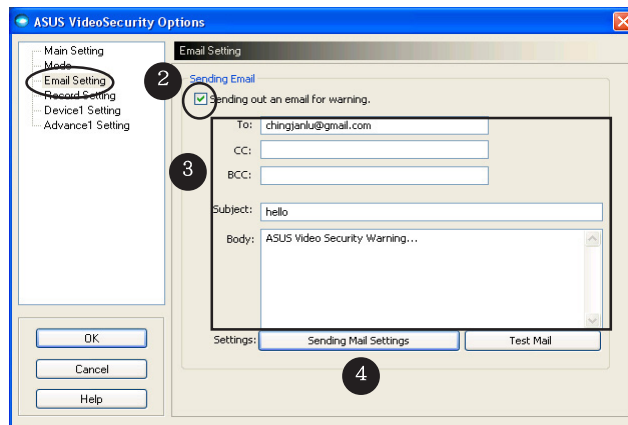 ASUS VideoSecurity Options
Main Setting
Mode
Email Setting
Record Setting
Device1 Setting
Advance1 Setting
OK
Cancel
Help
Email Setting
2
Sending Email
Sending out an email for warning.
To: chingjanlu@gmail.com
3
CC:
BCC:
Subject: hello
Body: ASUS Video Security Warning...
Settings: Sending Mail Settings Test Mail
4